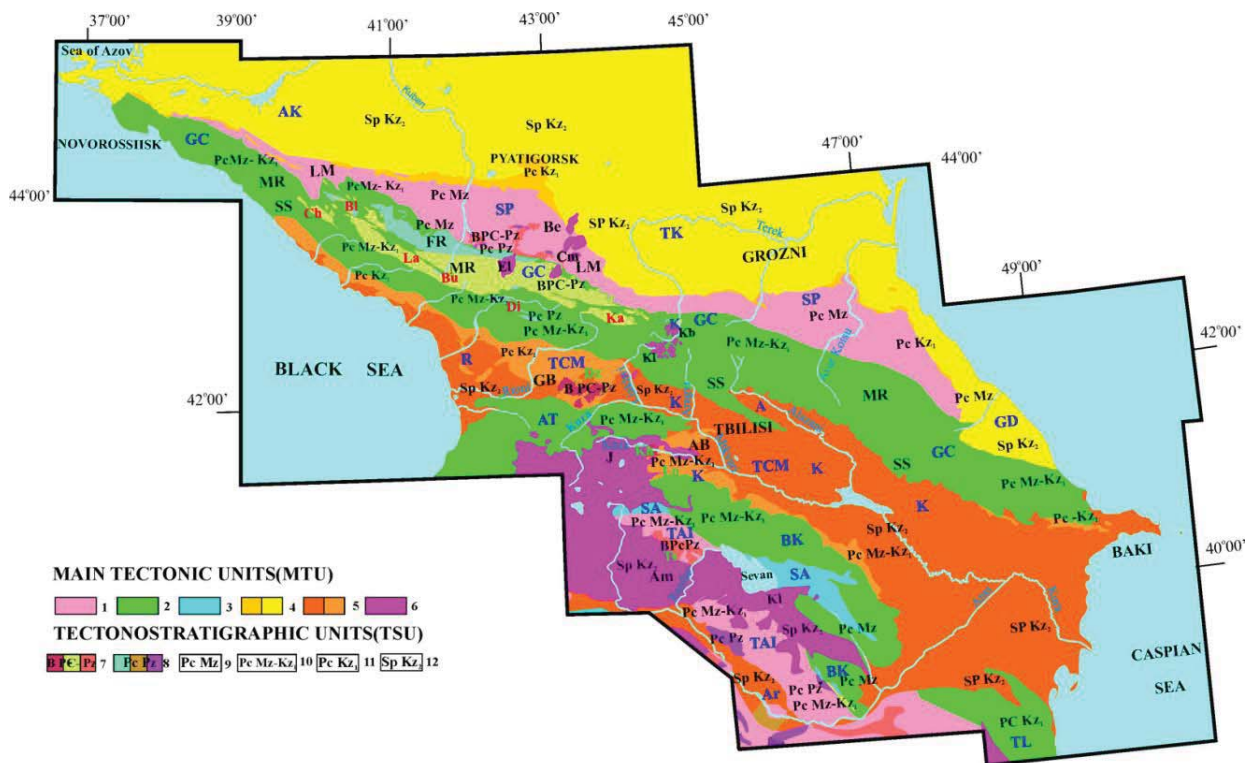 37°00' 39°00' 41°00' 43°00' 45°00'
Sea of Azov
Kuban
AK Sp Kz₂ Sp Kz₂
47°00'
44°00'
NOVOROSSIISK GC
PYATIGORSK
Pc Kz₁
PcMz- Kz₁ LM
PcMz- Kz₁ Pc Mz
MR
44°00'
SS Ch Bl
SP
Be
SP Kz₂
Sp Kz₂
TK
Terek
GROZNI
Pc Mz
FR
BPC-Pz
Pc Pz
Cm
LM
Pc Mz-Kz₁
La
MR
Bu
El
GC
BPC-Pz
49°00'
SP
Pc Mz
Pc Kz₁
Pc Mz-Kz
Di
Pc Pz
Ka
K
GC
Kb
Pc Mz-Kz₁
Pc Kz₁
42°00'
BLACK SEA
R
Pc Kz₁
TCM
Kl
SS
MR
Pc Mz
GD
Sp Kz₂
Sp Kz₂
GB
B PC-Pz
Sp Kz₂
K
A
42°00'
AT
Kura
Pc Mz-Kz₁
TBILISI
GC
SS
AB
J
Pc Mz-Kz₁
TCM
K
K
K
Pc Mz-Kz₁
Pc -Kz₁
SA
Pc Mz-Kz₁
Pc Mz-Kz₁
TAI
BPcPz
BK
Sp Kz₂
Pc Mz-Kz₁
BAKI
40°00'
Sp Kz₂
Am
Sevan
SA
MAIN TECTONIC UNITS(MTU)
1 2 3 4 5 6
TECTONOSTRATIGRAPHIC UNITS(TSU)
B PЄ- Pz 7 Pc Pz 8 Pc Mz 9 Pc Mz-Kz₁ 10 Pc Kz₁ 11 Sp Kz₂ 12
Kl
Pc Mz-Kz₁
Pc Pz
TAI
Sp Kz₂
Pc Mz
SP Kz₂
CASPIAN
SEA
BK
Pc Mz
Sp Kz₂
Ar
Pc Pz
Pc Mz-Kz₁
SP Kz₂
PC Kz₁
TL